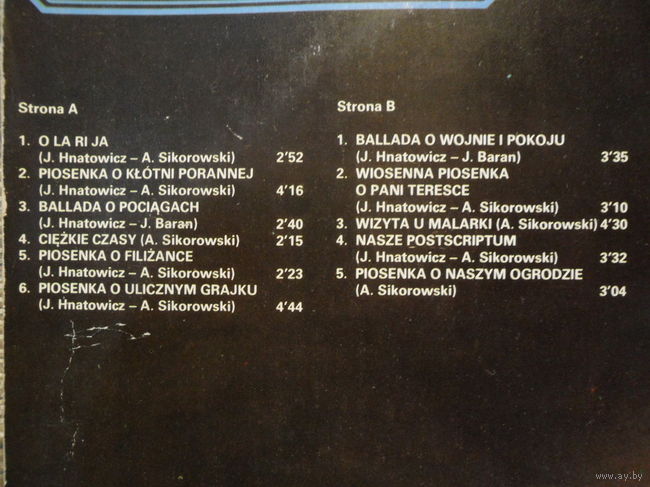 Strona A
1. O LA RI JA
(J. Hnatowicz – A. Sikorowski) 2'52
2. PIOSENKA O KŁÓTNI PORANNEJ
(J. Hnatowicz – A. Sikorowski) 4'16
3. BALLADA O POCIĄGACH
(J. Hnatowicz – J. Baran) 2'40
4. CIĘŻKIE CZASY (A. Sikorowski) 2'15
5. PIOSENKA O FILIŻANCE
(J. Hnatowicz – A. Sikorowski) 2'23
6. PIOSENKA O ULICZNYM GRAJKU
(J. Hnatowicz – A. Sikorowski) 4'44
Strona B
1. BALLADA O WOJNIE I POKOJU
(J. Hnatowicz – J. Baran) 3'35
2. WIOSENNA PIOSENKA
O PANI TERESCE
(J. Hnatowicz – A. Sikorowski) 3'10
3. WIZYTA U MALARKI (A. Sikorowski) 4'30
4. NASZE POSTSCRIPTUM
(J. Hnatowicz – A. Sikorowski) 3'32
5. PIOSENKA O NASZYM OGRODZIE
(A. Sikorowski) 3'04
www.ay.by